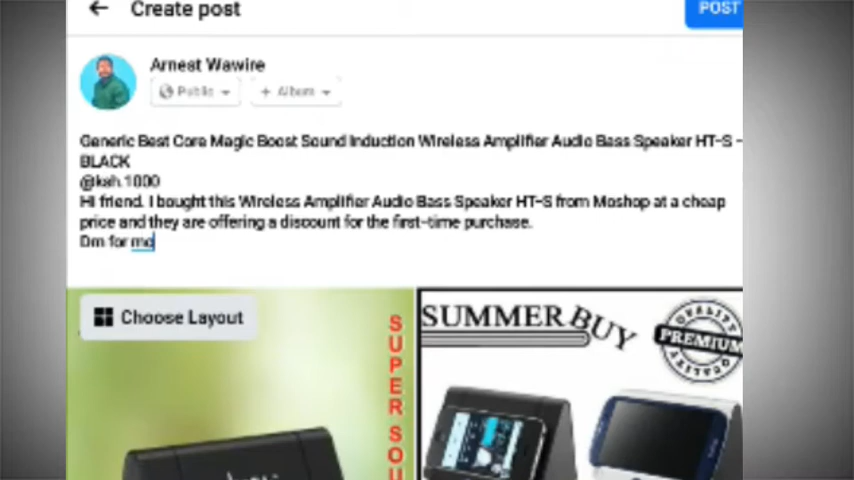 Create post
POST
Arnest Wawire
Public
+ Album
Generic Best Core Magic Boost Sound Induction Wireless Amplifier Audio Bass Speaker HT-S -
BLACK
@ksh.1000
Hi friend. I bought this Wireless Amplifier Audio Bass Speaker HT-S from Moshop at a cheap
price and they are offering a discount for the first-time purchase.
Dm for mo
Choose Layout
SUPER SOU
SUMMER BUY
QUALITY
PREMIUM
QUALITY